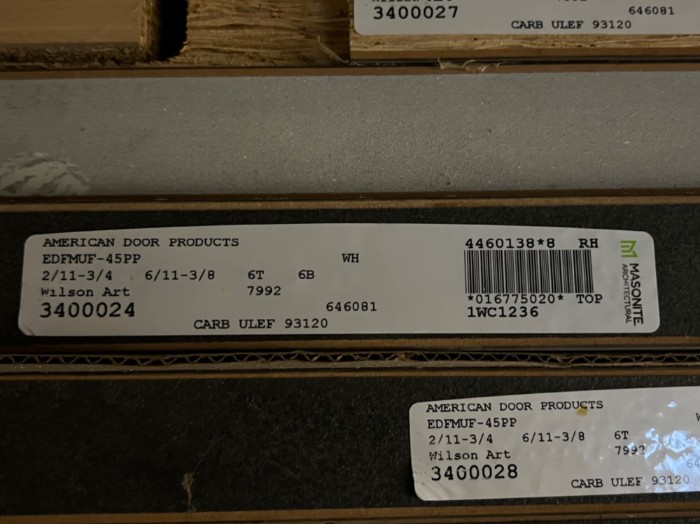 3400027
646081
CARB ULEF 93120
AMERICAN DOOR PRODUCTS
EDFMUF-45PP WH
2/11-3/4 6/11-3/8 6T 6B
Wilson Art 7992
3400024 646081
CARB ULEF 93120
4460138*8 RH
*016775020* TOP
1WC1236
MASONITE
ARCHITECTURAL
AMERICAN DOOR PRODUCTS
EDFMUF-45PP
2/11-3/4 6/11-3/8 6T
Wilson Art 7992
3400028
CARB ULEF 93120